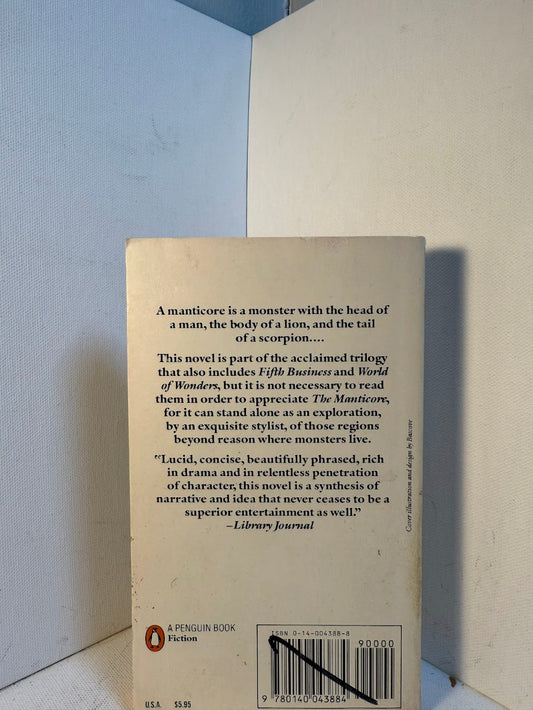 A manticore is a monster with the head of
a man, the body of a lion, and the tail
of a scorpion....
This novel is part of the acclaimed trilogy
that also includes Fifth Business and World
of Wonders, but it is not necessary to read
them in order to appreciate The Manticore,
for it can stand alone as an exploration,
by an exquisite stylist, of those regions
beyond reason where monsters live.
"Lucid, concise, beautifully phrased, rich
in drama and in relentless penetration
of character, this novel is a synthesis of
narrative and idea that never ceases to be a
superior entertainment as well."
–Library Journal
Cover illustration and design by Bascove
A PENGUIN BOOK
Fiction
ISBN 0-14-004388-8
90000
9 780140 043884
U.S.A. $5.95